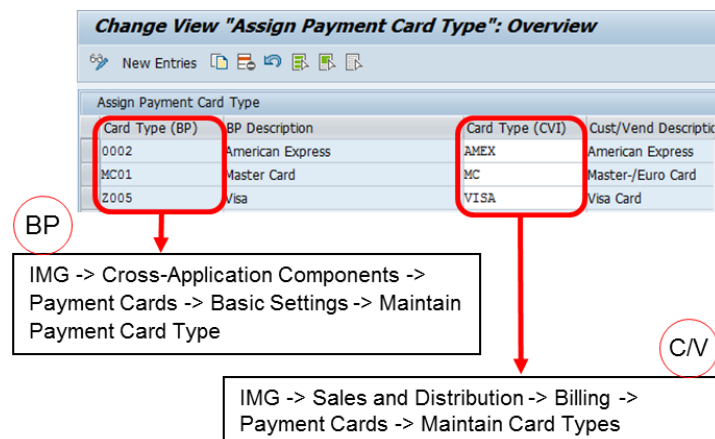 Change View "Assign Payment Card Type": Overview
New Entries
Assign Payment Card Type
Card Type (BP) BP Description Card Type (CVI) Cust/Vend Descriptio
0002 American Express AMEX American Express
MC01 Master Card MC Master-/Euro Card
Z005 Visa VISA Visa Card
BP
IMG -> Cross-Application Components ->
Payment Cards -> Basic Settings -> Maintain
Payment Card Type
C/V
IMG -> Sales and Distribution -> Billing ->
Payment Cards -> Maintain Card Types